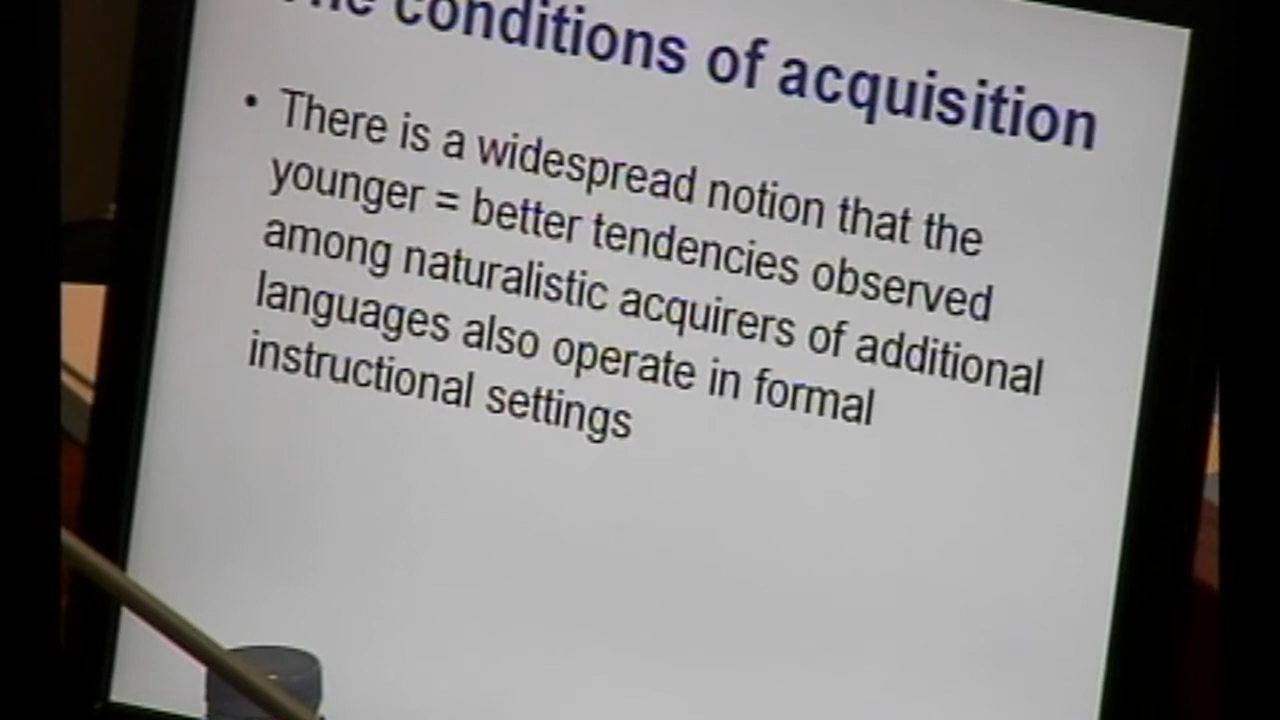 The conditions of acquisition
• There is a widespread notion that the
younger = better tendencies observed
among naturalistic acquirers of additional
languages also operate in formal
instructional settings